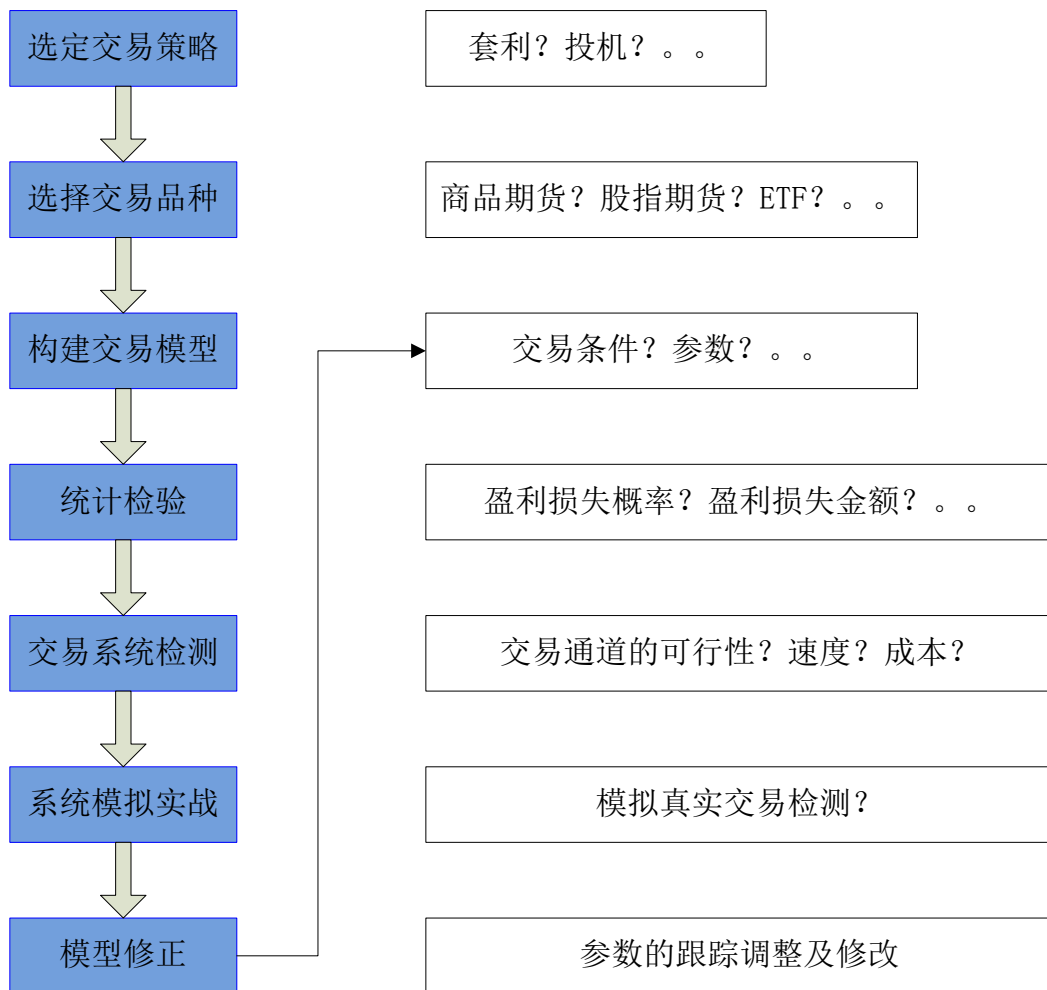 选定交易策略
套利？投机？。。
选择交易品种
商品期货？股指期货？ETF？。。
构建交易模型
交易条件？参数？。。
统计检验
盈利损失概率？盈利损失金额？。。
交易系统检测
交易通道的可行性？速度？成本？
系统模拟实战
模拟真实交易检测？
模型修正
参数的跟踪调整及修改